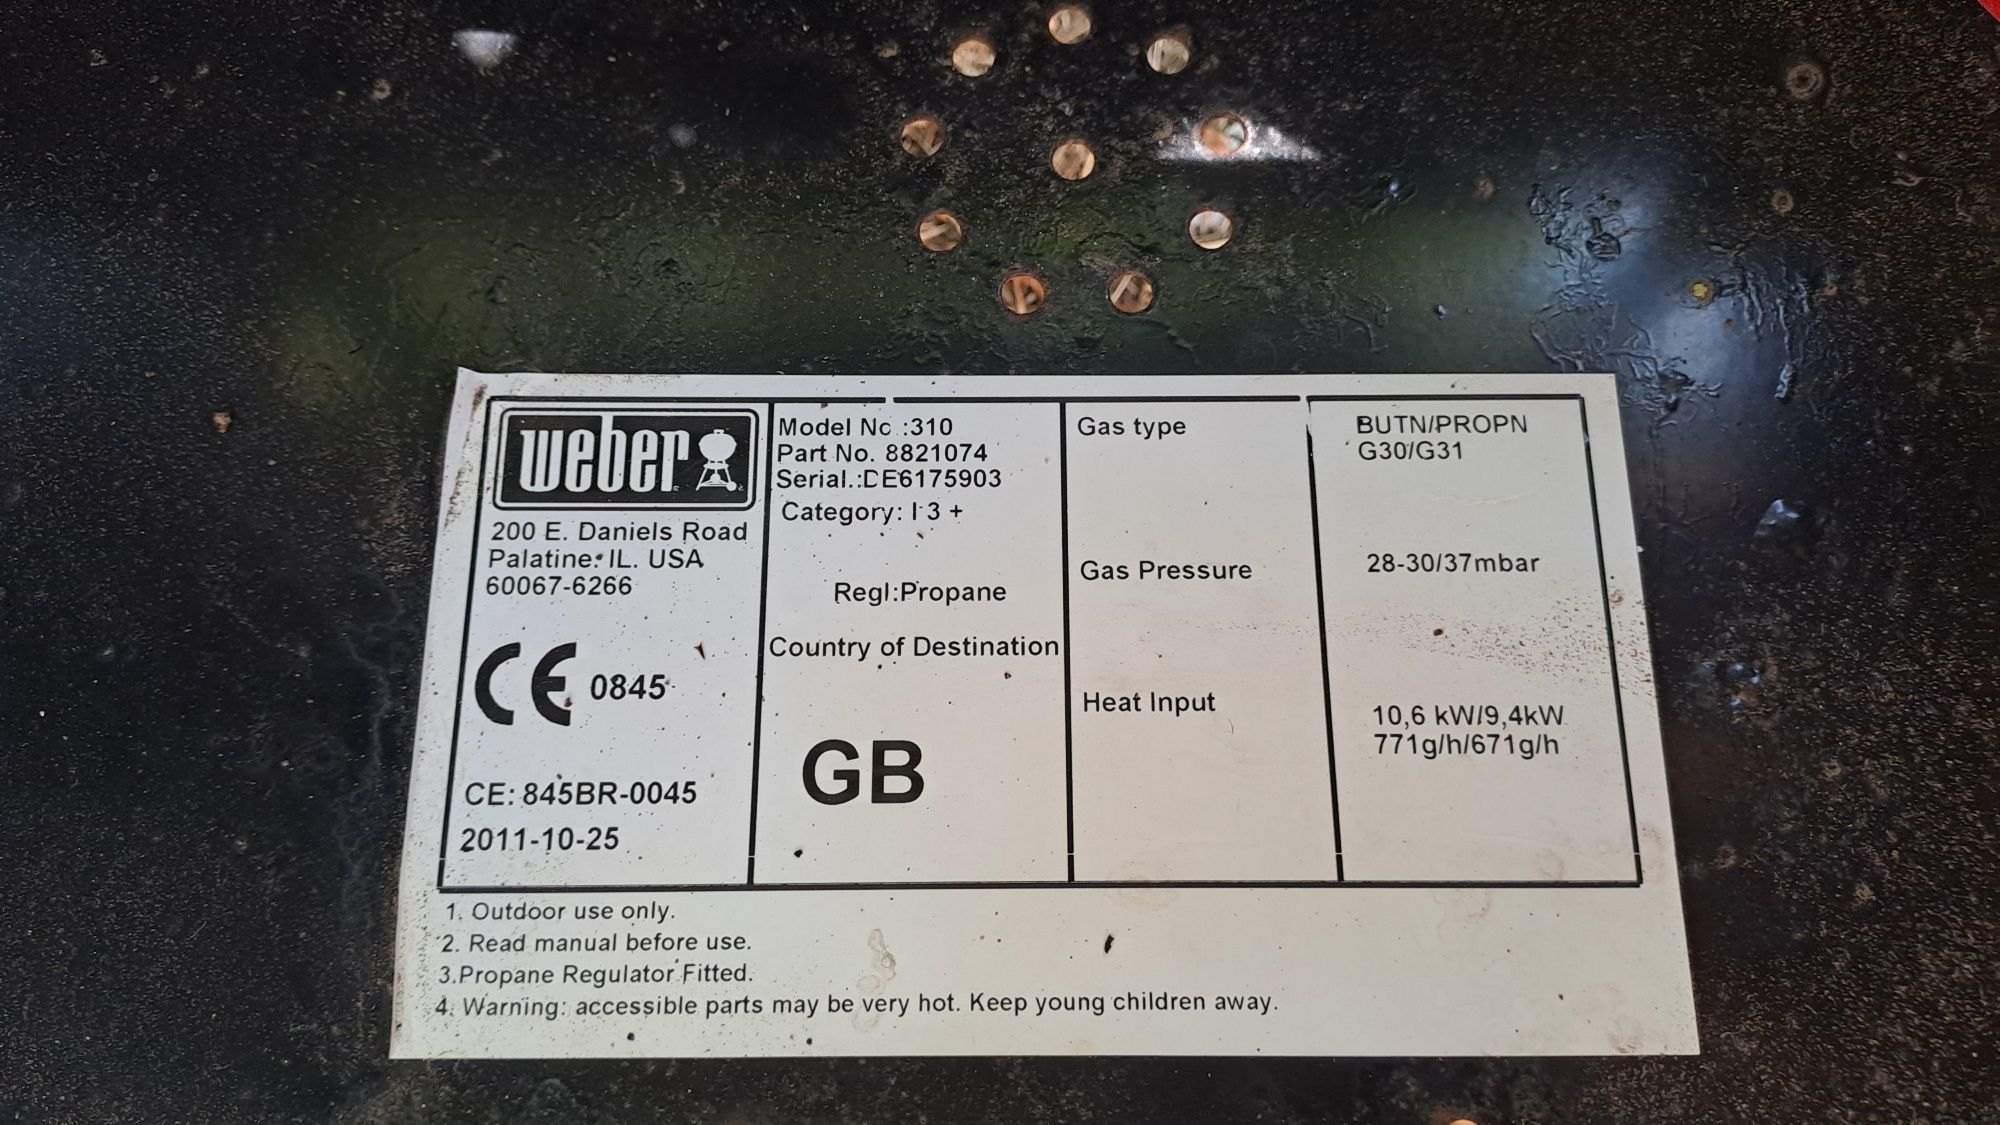 weber
200 E. Daniels Road
Palatine. IL. USA
60067-6266
CE 0845
CE: 845BR-0045
2011-10-25
Model No :310
Part No. 8821074
Serial.:DE6175903
Category: I 3 +
Regl:Propane
Country of Destination
GB
Gas type
BUTN/PROPN
G30/G31
Gas Pressure
28-30/37mbar
Heat Input
10,6 kW/9,4kW
771g/h/671g/h
1. Outdoor use only.
2. Read manual before use.
3.Propane Regulator Fitted.
4. Warning: accessible parts may be very hot. Keep young children away.